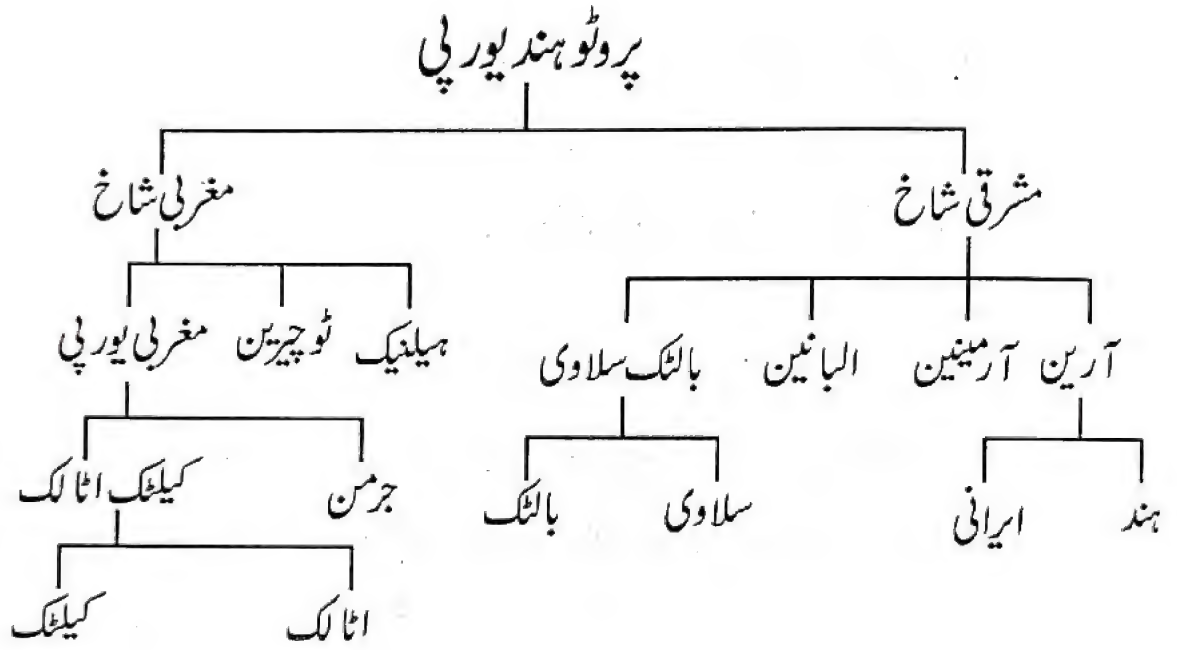 پروٹو ہند یورپی
مشرقی شاخ مغربی شاخ
آرین آرمینین البانین بالٹک سلاوی ہیلنیک ٹوچیرین مغربی یورپی
ہند ایرانی سلاوی بالٹک جرمن کیلٹک اٹالک
اٹالک کیلٹک